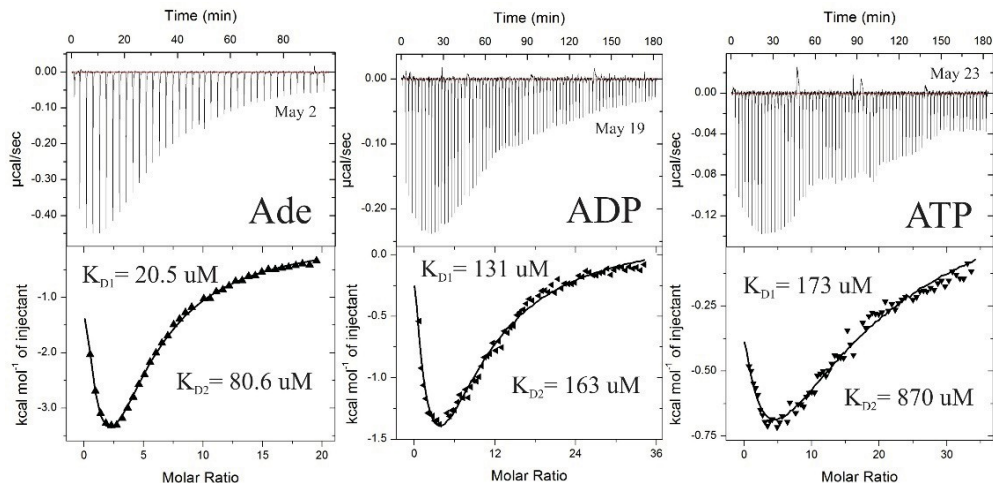 Time (min)
0 20 40 60 80
0.00
-0.10
-0.20
-0.30
-0.40
µcal/sec
May 2
Ade
-1.0
-2.0
-3.0
kcal mol⁻¹ of injectant
K_D1= 20.5 uM
K_D2= 80.6 uM
0 5 10 15 20
Molar Ratio
Time (min)
0 30 60 90 120 150 180
0.00
-0.10
-0.20
µcal/sec
May 19
ADP
0.0
-0.5
-1.0
-1.5
kcal mol⁻¹ of injectant
K_D1= 131 uM
K_D2= 163 uM
0 12 24 36
Molar Ratio
Time (min)
0 30 60 90 120 150 180
0.00
-0.04
-0.08
-0.12
µcal/sec
May 23
ATP
-0.25
-0.50
-0.75
kcal mol⁻¹ of injectant
K_D1= 173 uM
K_D2= 870 uM
0 10 20 30
Molar Ratio